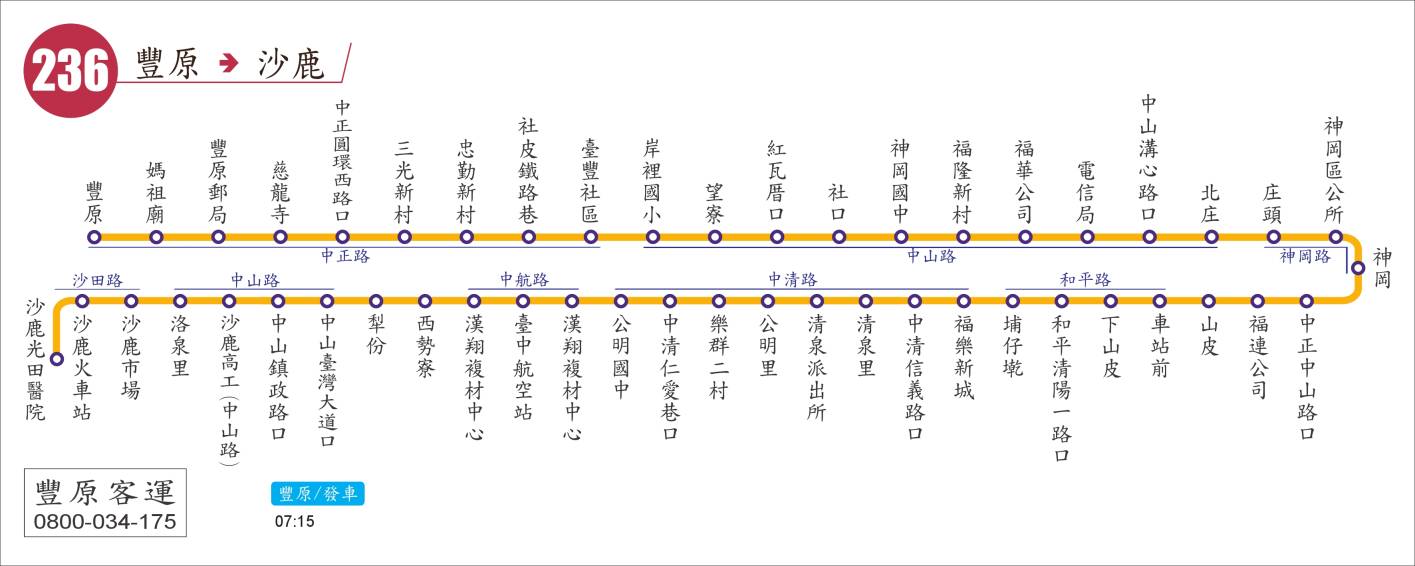 236 豐原 → 沙鹿
豐原
媽祖廟
豐原郵局
慈龍寺
中正圓環西路口
三光新村
忠勤新村
社皮鐵路巷
臺豐社區
岸裡國小
望寮
紅瓦厝口
社口
神岡國中
福隆新村
福華公司
電信局
中山溝心路口
北庄
庄頭
神岡區公所
中正路
中山路
神岡路
神岡
沙田路
中山路
中航路
中清路
和平路
沙鹿光田醫院
沙鹿火車站
沙鹿市場
洛泉里
沙鹿高工(中山路)
中山鎮政路口
中山臺灣大道口
犁份
西勢寮
漢翔複材中心
臺中航空站
漢翔複材中心
公明國中
中清仁愛巷口
樂群二村
公明里
清泉派出所
清泉里
中清信義路口
福樂新城
埔仔墘
和平清陽一路口
下山皮
車站前
山皮
福連公司
中正中山路口
豐原客運
0800-034-175
豐原/發車
07:15